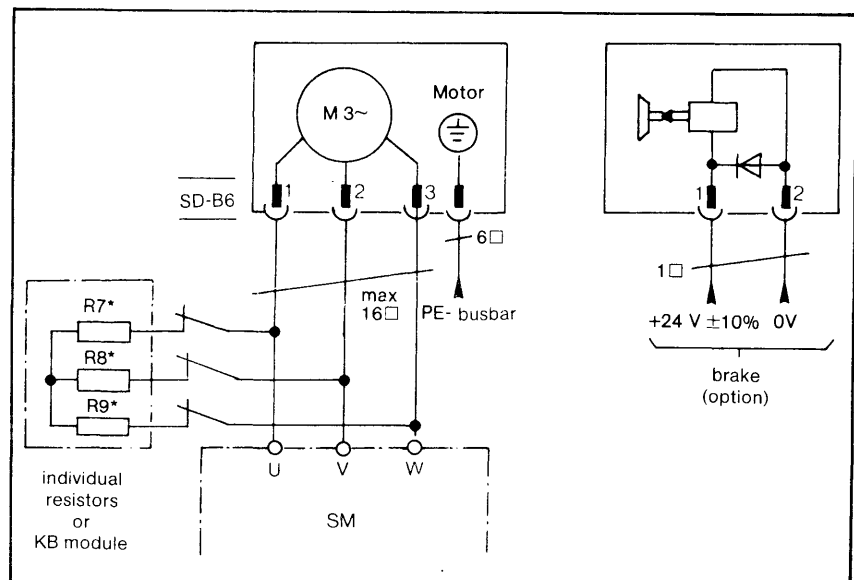 M 3~
Motor
SD-B6
1
2
3
6□
max
16□
PE- busbar
R7*
R8*
R9*
individual
resistors
or
KB module
U
V
W
SM
1
2
1□
+24 V ±10%
0V
brake
(option)